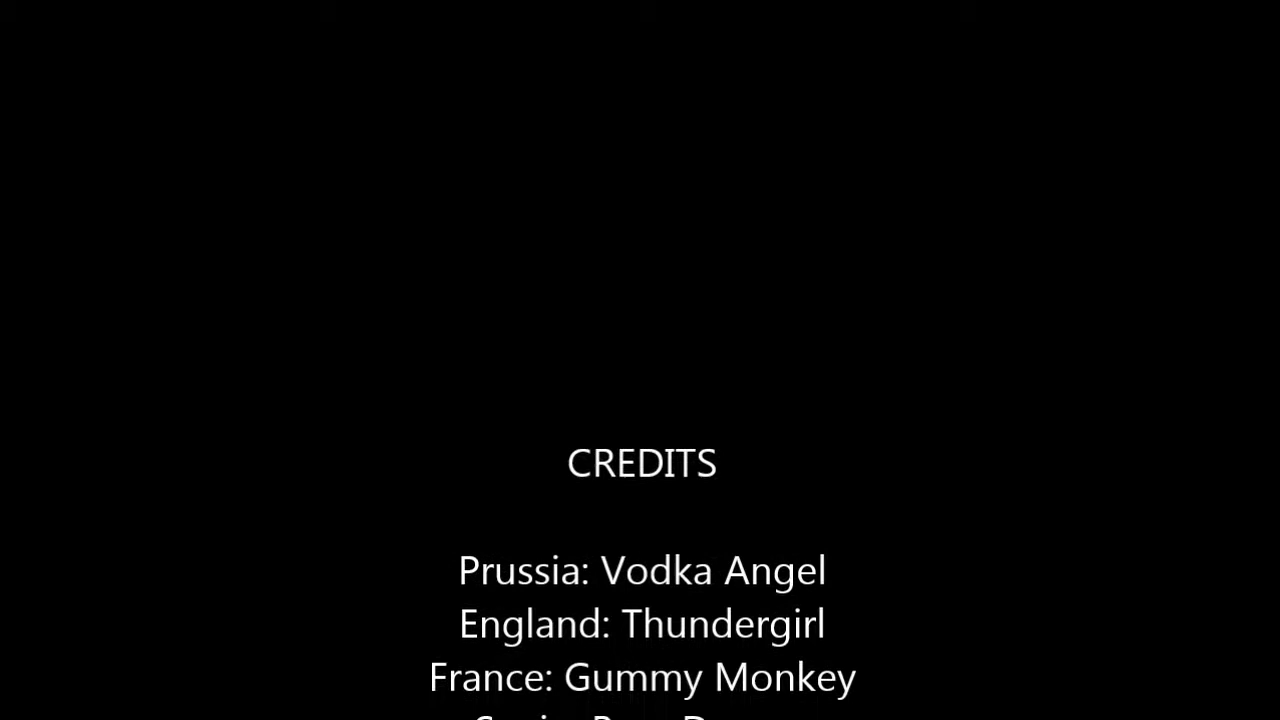 CREDITS
Prussia: Vodka Angel
England: Thundergirl
France: Gummy Monkey